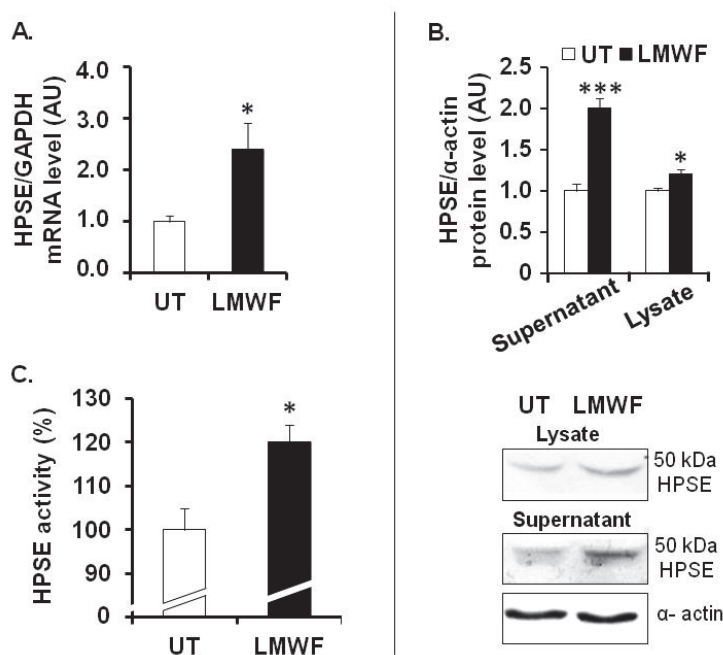 A.
HPSE/GAPDH
mRNA level (AU)
4.0
3.0
2.0
1.0
0.0
*
UT
LMWF
B.
UT
LMWF
HPSE/α-actin
protein level (AU)
2.5
2.0
1.5
1.0
0.5
0
***
*
Supernatant
Lysate
C.
HPSE activity (%)
130
120
110
100
90
0
*
UT
LMWF
UT LMWF
Lysate
50 kDa
HPSE
Supernatant
50 kDa
HPSE
α- actin